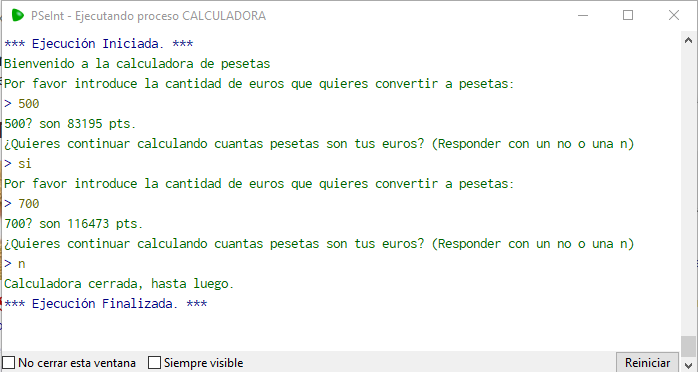 PSeInt - Ejecutando proceso CALCULADORA
*** Ejecución Iniciada. ***
Bienvenido a la calculadora de pesetas
Por favor introduce la cantidad de euros que quieres convertir a pesetas:
> 500
500? son 83195 pts.
¿Quieres continuar calculando cuantas pesetas son tus euros? (Responder con un no o una n)
> si
Por favor introduce la cantidad de euros que quieres convertir a pesetas:
> 700
700? son 116473 pts.
¿Quieres continuar calculando cuantas pesetas son tus euros? (Responder con un no o una n)
> n
Calculadora cerrada, hasta luego.
*** Ejecución Finalizada. ***
No cerrar esta ventana Siempre visible Reiniciar